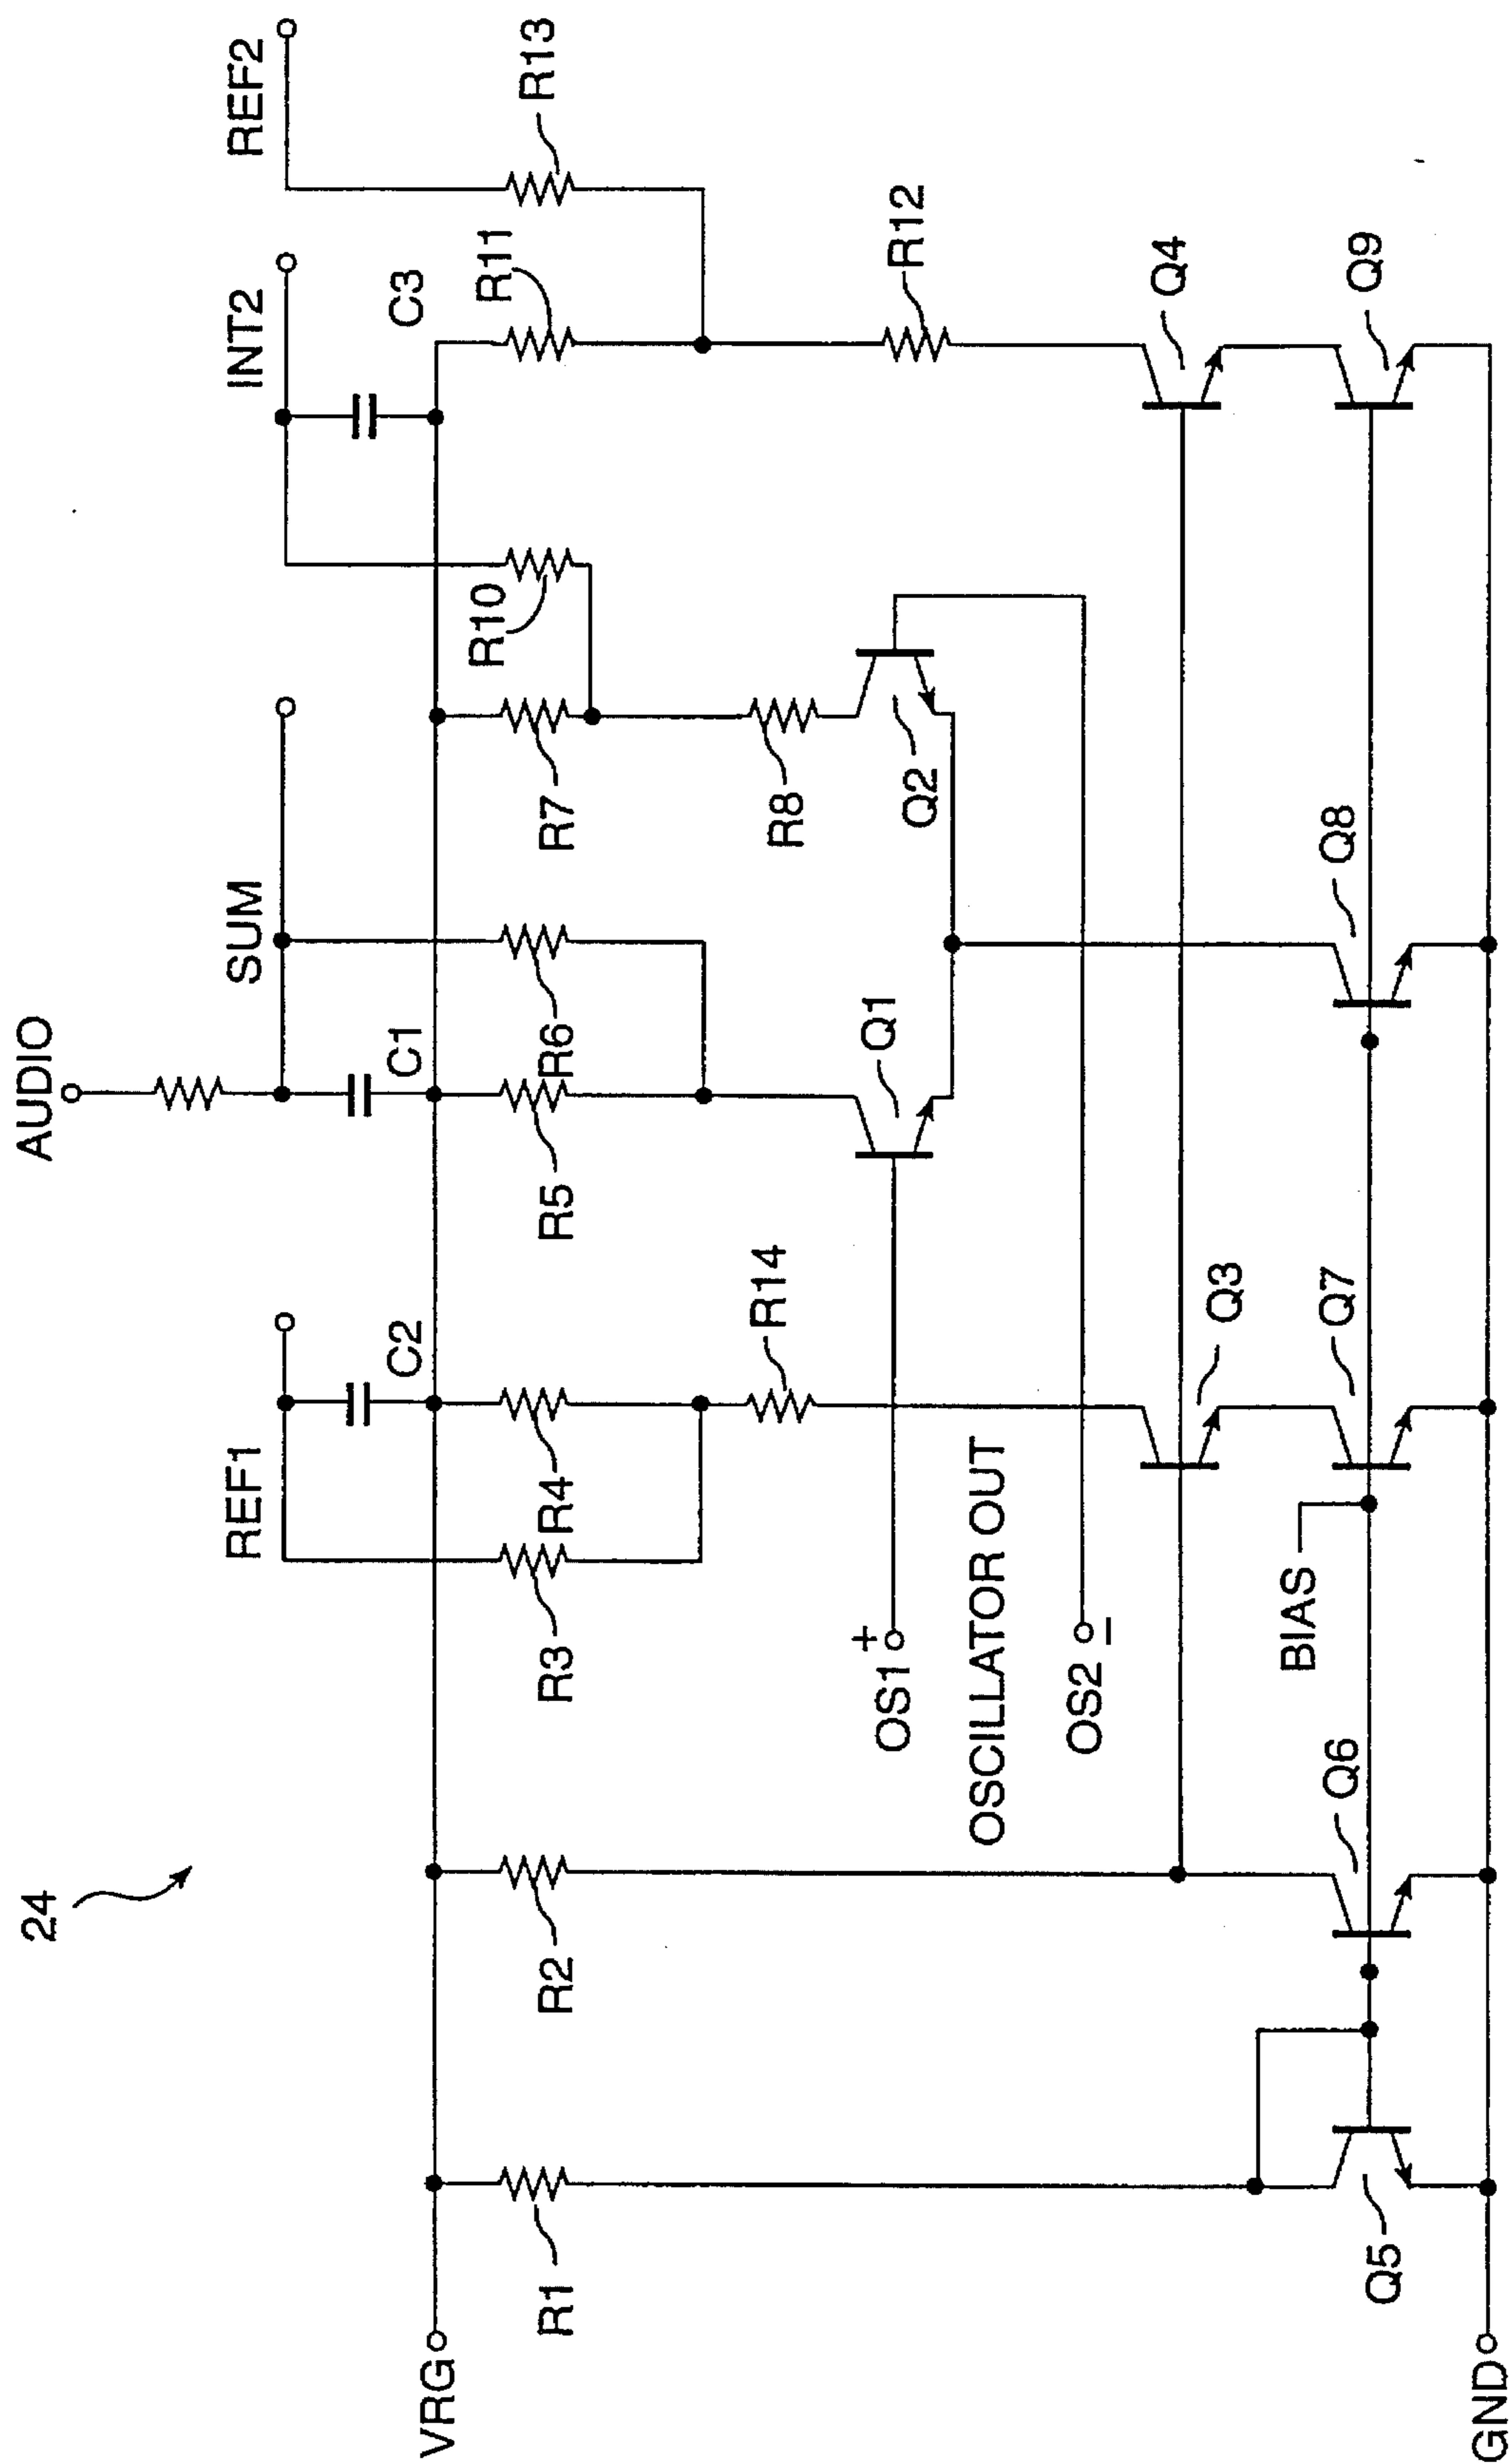 24
AUDIO
REF1
SUM
INT2
REF2
C2
C1
C3
VRG
R1
R2
R3
R4
R5
R6
R7
R10
R11
R13
R14
R8
R12
OS1
+
OSCILLATOR OUT
OS2
−
Q1
Q2
Q3
Q4
BIAS
Q5
Q6
Q7
Q8
Q9
GND